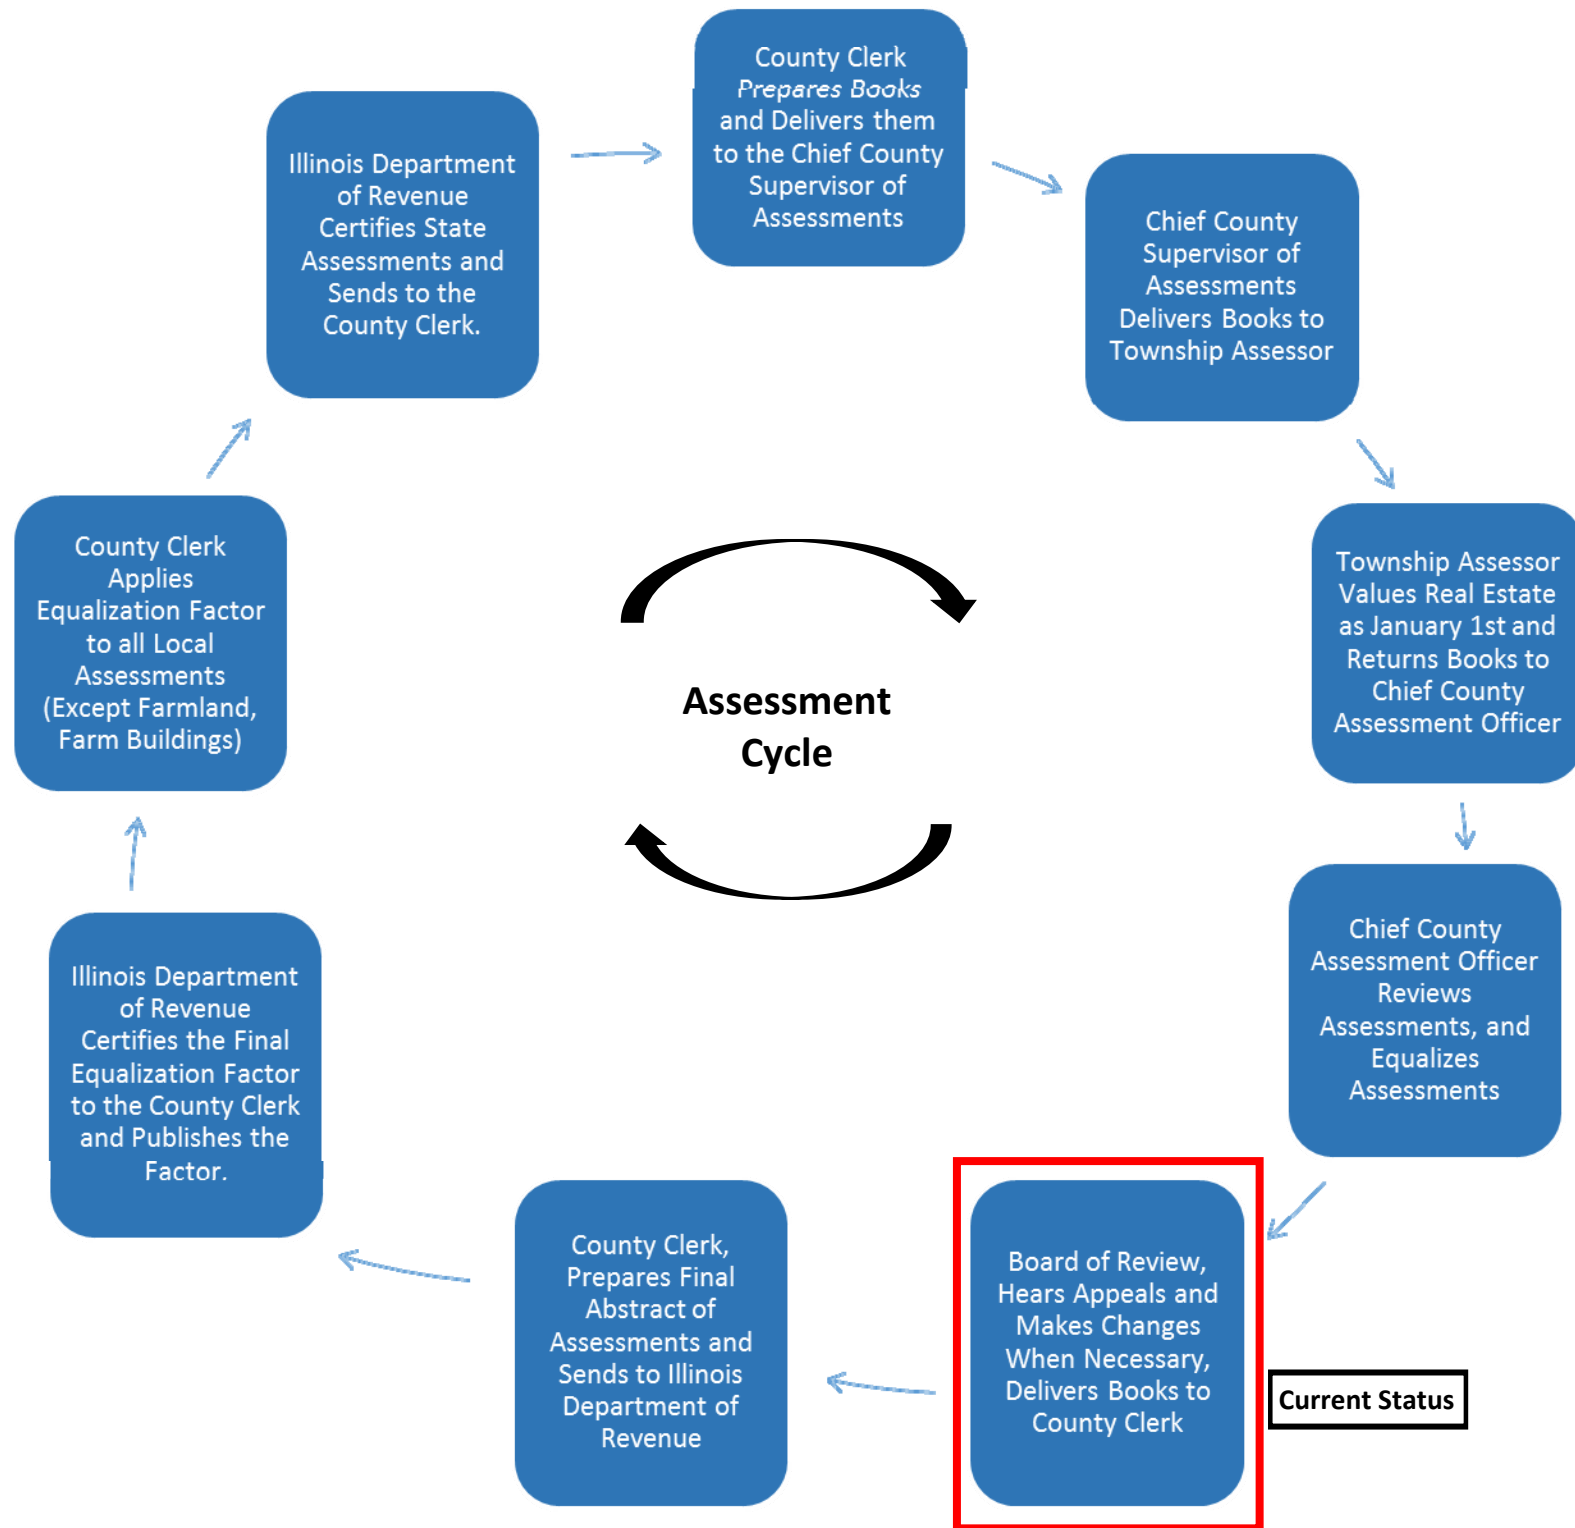 County Clerk
Prepares Books
and Delivers them
to the Chief County
Supervisor of
Assessments
Chief County
Supervisor of
Assessments
Delivers Books to
Township Assessor
Township Assessor
Values Real Estate
as January 1st and
Returns Books to
Chief County
Assessment Officer
Chief County
Assessment Officer
Reviews
Assessments, and
Equalizes
Assessments
Board of Review,
Hears Appeals and
Makes Changes
When Necessary,
Delivers Books to
County Clerk
Current Status
County Clerk,
Prepares Final
Abstract of
Assessments and
Sends to Illinois
Department of
Revenue
Illinois Department
of Revenue
Certifies the Final
Equalization Factor
to the County Clerk
and Publishes the
Factor.
County Clerk
Applies
Equalization Factor
to all Local
Assessments
(Except Farmland,
Farm Buildings)
Illinois Department
of Revenue
Certifies State
Assessments and
Sends to the
County Clerk.
Assessment
Cycle